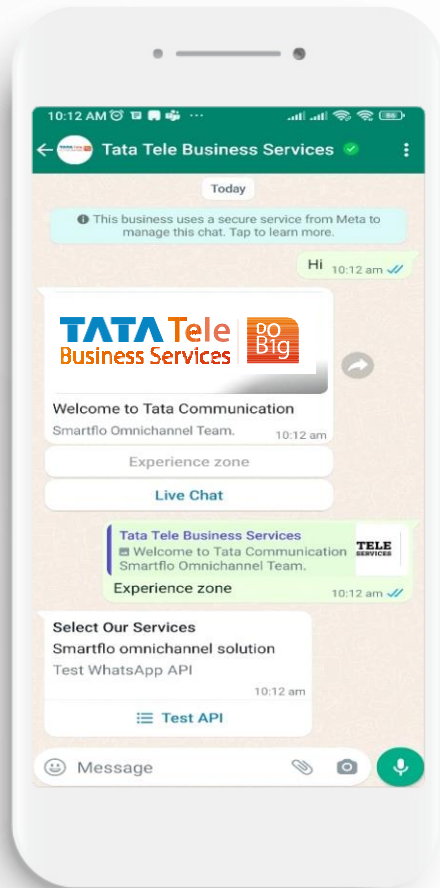 10:12 AM
86
Tata Tele Business Services
Today
This business uses a secure service from Meta to
manage this chat. Tap to learn more.
Hi 10:12 am
TATA Tele
Business Services
DO
B1g
Welcome to Tata Communication
Smartflo Omnichannel Team.
10:12 am
Experience zone
Live Chat
Tata Tele Business Services
Welcome to Tata Communication
Smartflo Omnichannel Team.
TELE
SERVICES
Experience zone
10:12 am
Select Our Services
Smartflo omnichannel solution
Test WhatsApp API
10:12 am
Test API
Message